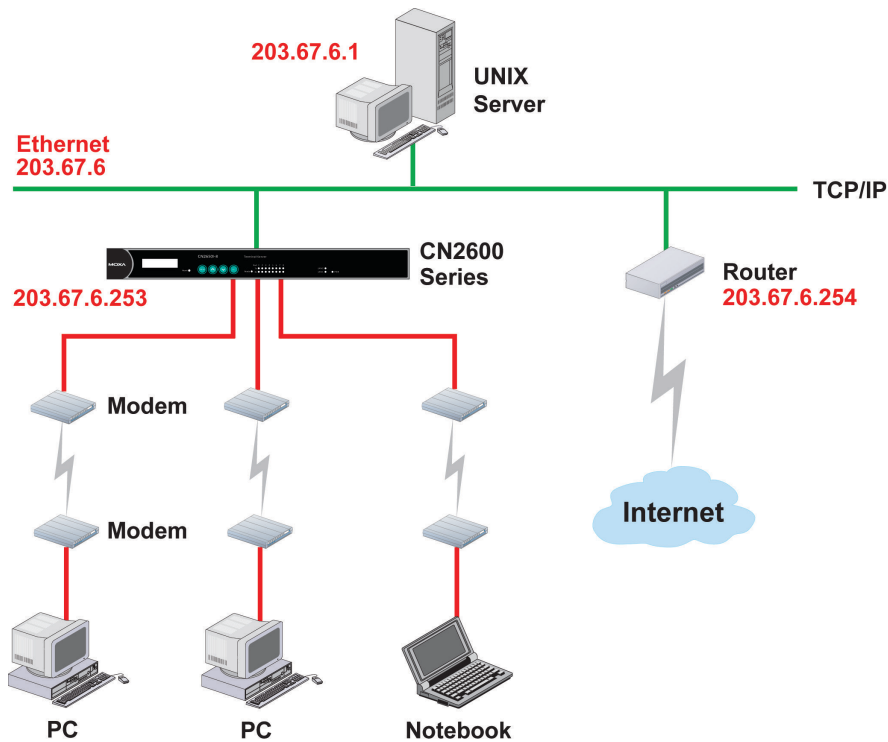 203.67.6.1
UNIX
Server
Ethernet
203.67.6
TCP/IP
MOXA
CN2600
Series
203.67.6.253
Router
203.67.6.254
Modem
Modem
Internet
PC
PC
Notebook